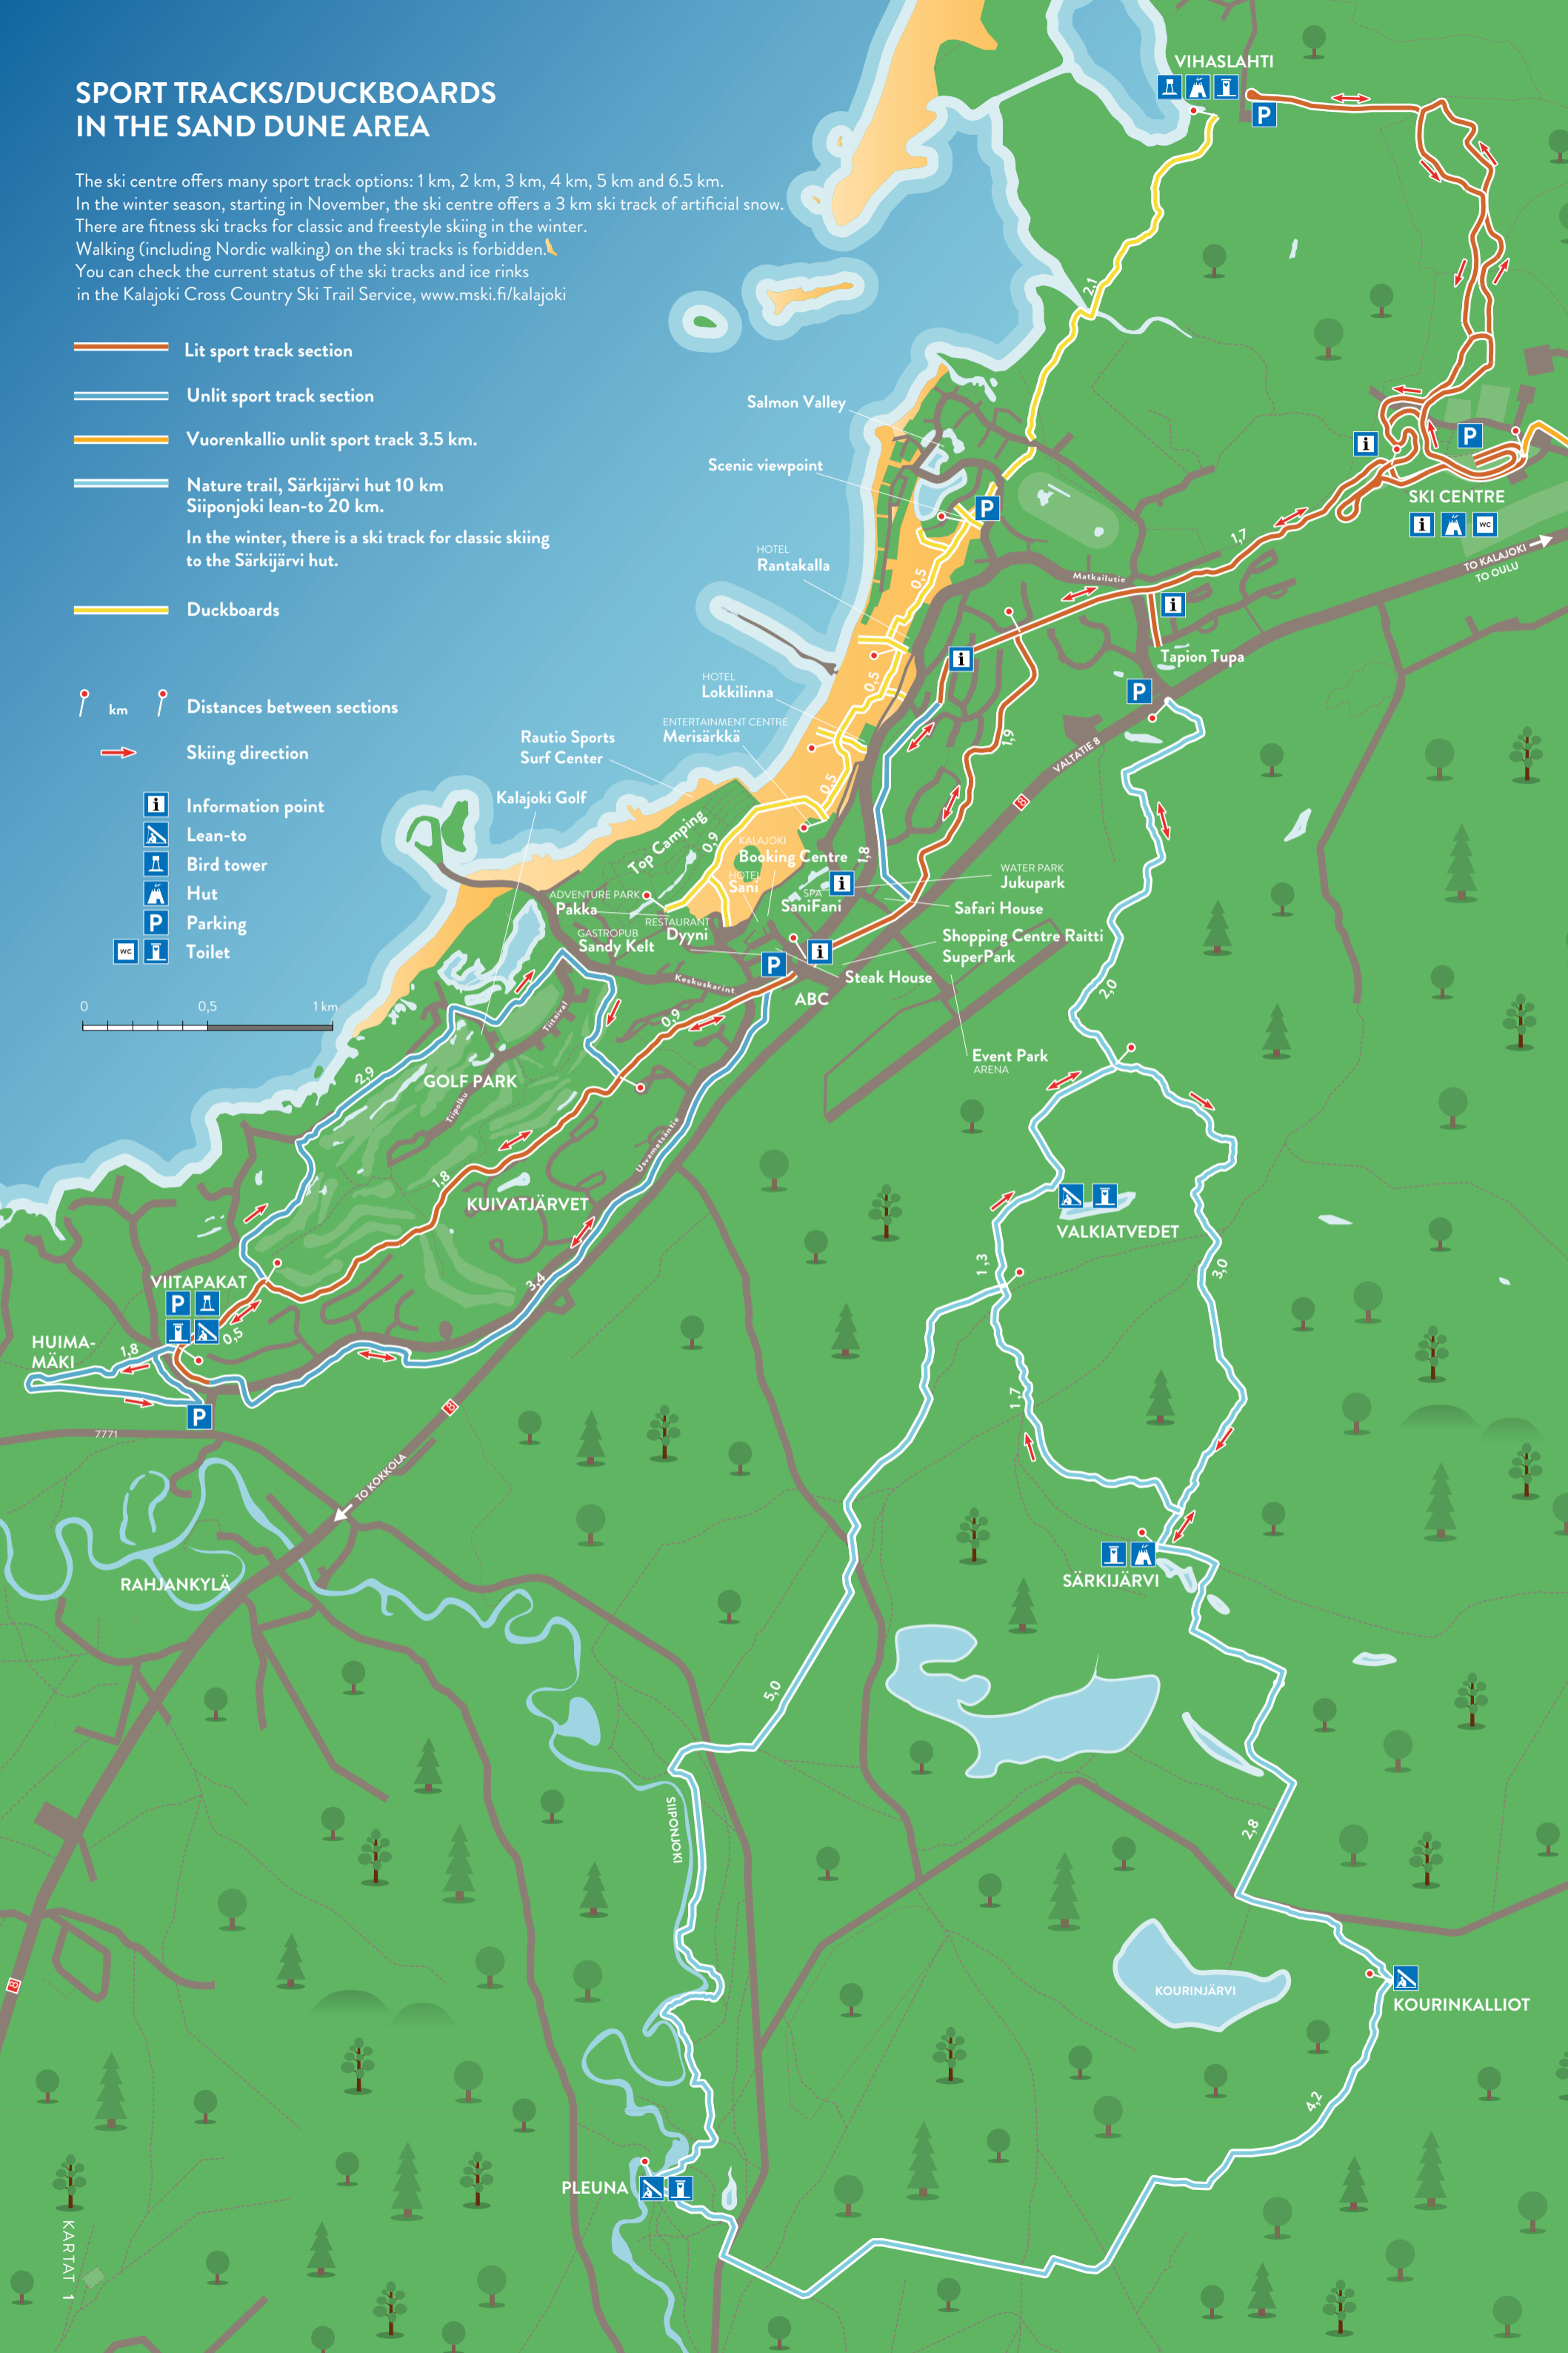 SPORT TRACKS/DUCKBOARDS
IN THE SAND DUNE AREA
The ski centre offers many sport track options: 1 km, 2 km, 3 km, 4 km, 5 km and 6.5 km.
In the winter season, starting in November, the ski centre offers a 3 km ski track of artificial snow.
There are fitness ski tracks for classic and freestyle skiing in the winter.
Walking (including Nordic walking) on the ski tracks is forbidden.
You can check the current status of the ski tracks and ice rinks
in the Kalajoki Cross Country Ski Trail Service, www.mski.fi/kalajoki
Lit sport track section
Unlit sport track section
Vuorenkallio unlit sport track 3.5 km.
Nature trail, Särkijärvi hut 10 km
Siiponjoki lean-to 20 km.
In the winter, there is a ski track for classic skiing
to the Särkijärvi hut.
Duckboards
km
Distances between sections
Skiing direction
i
Information point
Lean-to
Bird tower
Hut
P
Parking
WC
Toilet
0
0,5
1 km
VIHASLAHTI
P
2,1
Salmon Valley
Scenic viewpoint
P
i
P
SKI CENTRE
i
WC
TO KALAJOKI
TO OULU
1,7
HOTEL
Rantakalla
0,5
Matkailutie
i
i
Tapion Tupa
P
HOTEL
Lokkilinna
0,5
ENTERTAINMENT CENTRE
Merisärkkä
1,9
VALTATIE 8
8
Rautio Sports
Surf Center
0,5
Kalajoki Golf
Top Camping
0,9
KALAJOKI
Booking Centre
1,8
HOTEL
Sani
WATER PARK
Jukupark
i
SPA
SaniFani
ADVENTURE PARK
Pakka
Safari House
RESTAURANT
Dyyni
GASTROPUB
Sandy Kelt
Shopping Centre Raitti
SuperPark
i
P
Steak House
ABC
Keskuskarint
2,0
Tiiteival
0,9
Event Park
ARENA
2,9
GOLF PARK
Tiipolku
Usvametsäntie
1,8
KUIVATJÄRVET
VALKIATVEDET
1,3
3,0
3,4
VIITAPAKAT
P
0,5
HUIMA-
MÄKI
1,8
P
7771
8
1,7
TO KOKKOLA
RAHJANKYLÄ
SÄRKIJÄRVI
5,0
SIIPONJOKI
2,8
8
KOURINJÄRVI
KOURINKALLIOT
4,2
PLEUNA
KARTAT 1